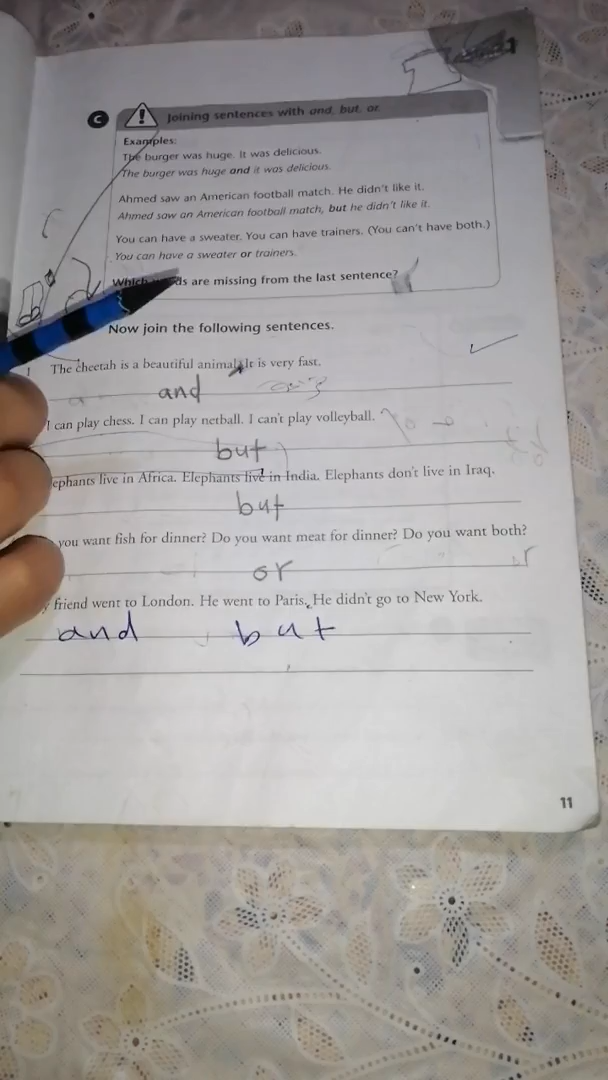 C
Joining sentences with and, but, or
Examples:
The burger was huge. It was delicious.
The burger was huge and it was delicious.
Ahmed saw an American football match. He didn't like it.
Ahmed saw an American football match, but he didn't like it.
You can have a sweater. You can have trainers. (You can't have both.)
You can have a sweater or trainers.
Which are missing from the last sentence?
Now join the following sentences.
1 The cheetah is a beautiful animal. It is very fast.
and
I can play chess. I can play netball. I can't play volleyball.
but
ephants live in Africa. Elephants live in India. Elephants don't live in Iraq.
but
you want fish for dinner? Do you want meat for dinner? Do you want both?
or
friend went to London. He went to Paris. He didn't go to New York.
and but
11